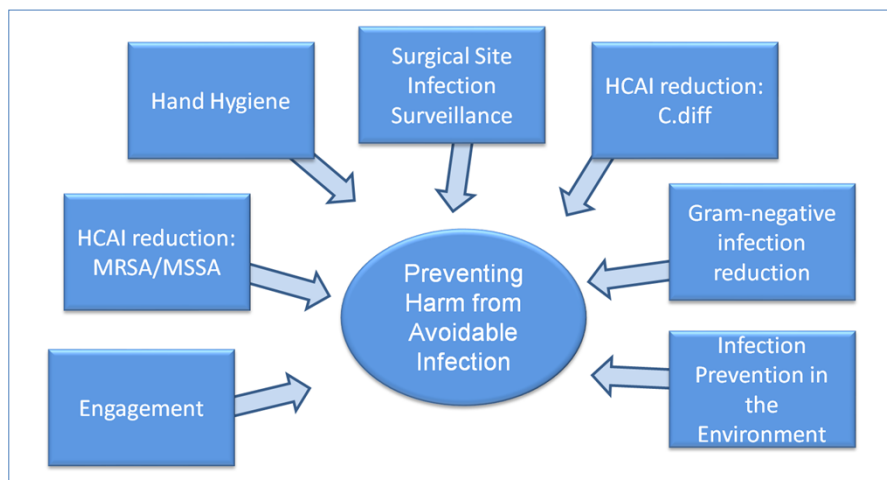 Surgical Site
Infection
Surveillance
Hand Hygiene
HCAI reduction:
C.diff
HCAI reduction:
MRSA/MSSA
Gram-negative
infection
reduction
Preventing
Harm from
Avoidable
Infection
Engagement
Infection
Prevention in
the
Environment